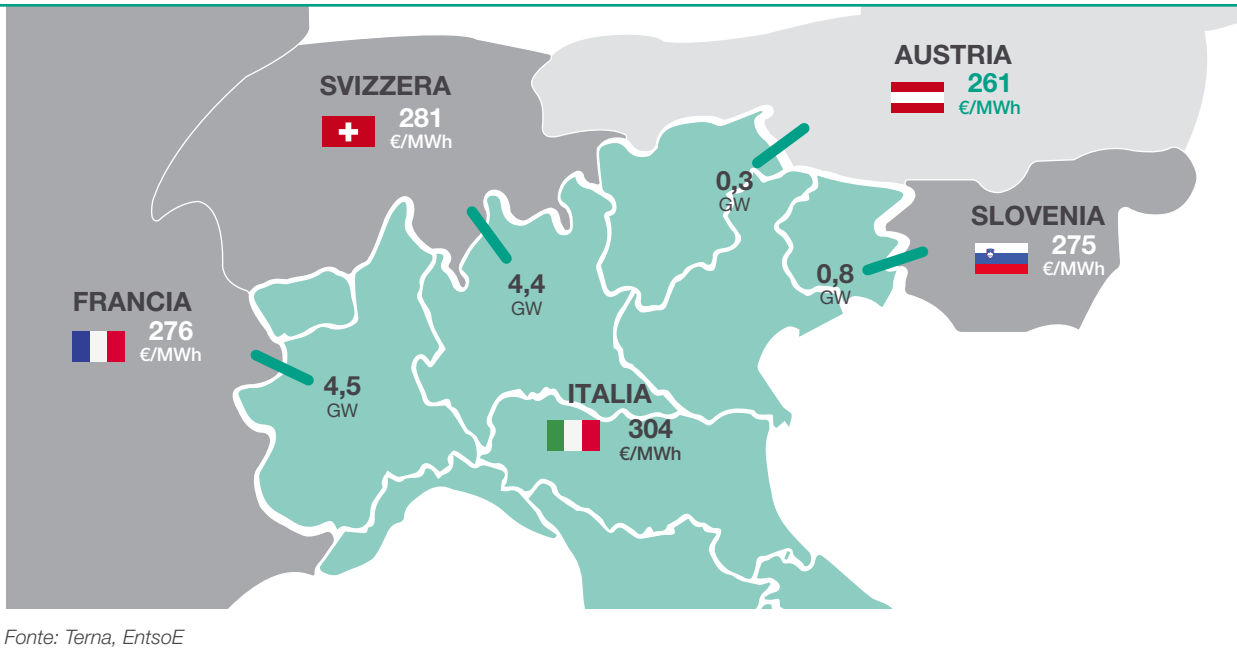 AUSTRIA
261
€/MWh
SVIZZERA
281
€/MWh
0,3
GW
SLOVENIA
275
€/MWh
0,8
GW
4,4
GW
FRANCIA
276
€/MWh
4,5
GW
ITALIA
304
€/MWh
Fonte: Terna, EntsoE